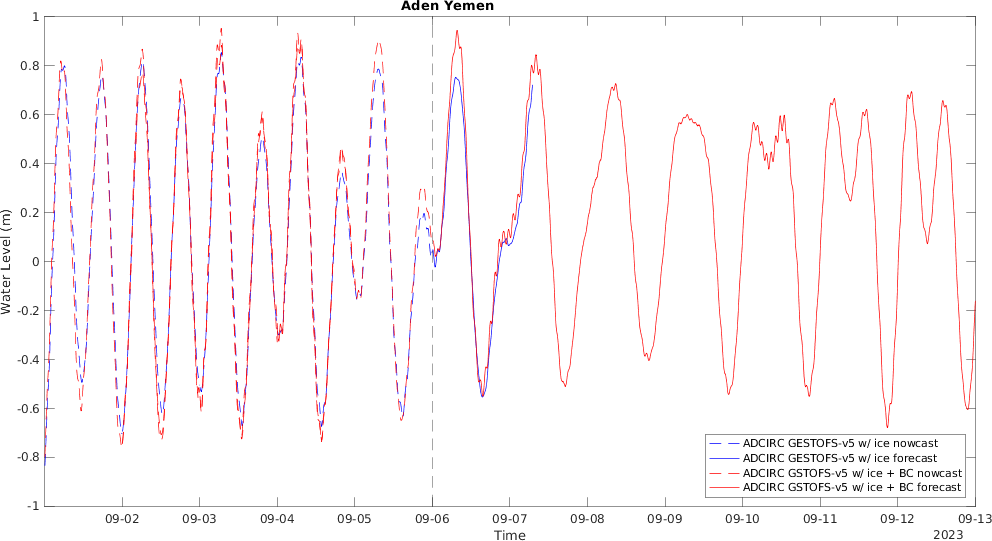 Aden Yemen
1
0.8
0.6
0.4
0.2
0
-0.2
-0.4
-0.6
-0.8
-1
Water Level (m)
ADCIRC GESTOFS-v5 w/ ice nowcast
ADCIRC GESTOFS-v5 w/ ice forecast
ADCIRC GSTOFS-v5 w/ ice + BC nowcast
ADCIRC GSTOFS-v5 w/ ice + BC forecast
09-02 09-03 09-04 09-05 09-06 09-07 09-08 09-09 09-10 09-11 09-12 09-13
Time
2023